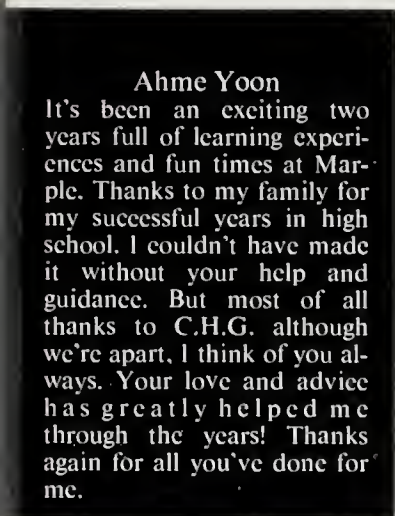 Ahme Yoon
It's been an exciting two
years full of learning experi-
ences and fun times at Mar-
ple. Thanks to my family for
my successful years in high
school. I couldn't have made
it without your help and
guidance. But most of all
thanks to C.H.G. although
we're apart, I think of you al-
ways. Your love and advice
has greatly helped me
through the years! Thanks
again for all you've done for
me.